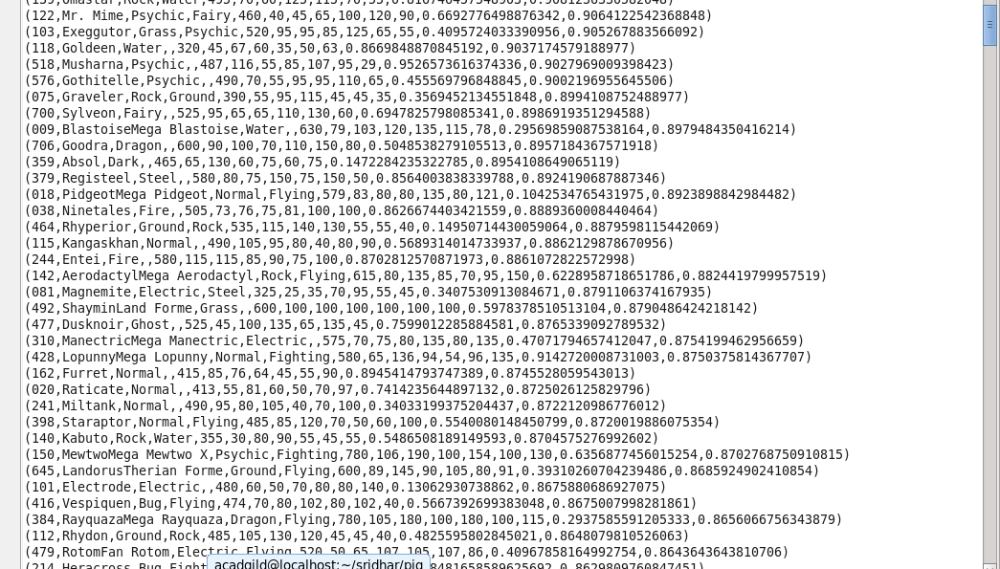 (122,Mr. Mime,Psychic,Fairy,460,40,45,65,100,120,90,0.6692776498876342,0.9064122542368848)
(103,Exeggutor,Grass,Psychic,520,95,95,85,125,65,55,0.4095724033390956,0.905267883566092)
(118,Goldeen,Water,,320,45,67,60,35,50,63,0.8669848870845192,0.9037174579188977)
(518,Musharna,Psychic,,487,116,55,85,107,95,29,0.9526573616374336,0.9027969009398423)
(576,Gothitelle,Psychic,,490,70,55,95,95,110,65,0.455569796848845,0.9002196955645506)
(075,Graveler,Rock,Ground,390,55,95,115,45,45,35,0.3569452134551848,0.8994108752488977)
(700,Sylveon,Fairy,,525,95,65,65,110,130,60,0.6947825798085341,0.8986919351294588)
(009,BlastoiseMega Blastoise,Water,,630,79,103,120,135,115,78,0.29569859087538164,0.8979484350416214)
(706,Goodra,Dragon,,600,90,100,70,110,150,80,0.5048538279105513,0.8957184367571918)
(359,Absol,Dark,,465,65,130,60,75,60,75,0.1472284235322785,0.8954108649065119)
(379,Registeel,Steel,,580,80,75,150,75,150,50,0.8564003838339788,0.8924190687887346)
(018,PidgeotMega Pidgeot,Normal,Flying,579,83,80,80,135,80,121,0.1042534765431975,0.8923898842984482)
(038,Ninetales,Fire,,505,73,76,75,81,100,100,0.8626674403421559,0.8889360008440464)
(464,Rhyperior,Ground,Rock,535,115,140,130,55,55,40,0.14950714430059064,0.8879598115442069)
(115,Kangaskhan,Normal,,490,105,95,80,40,80,90,0.5689314014733937,0.8862129878670956)
(244,Entei,Fire,,580,115,115,85,90,75,100,0.8702812570871973,0.8861072822572998)
(142,AerodactylMega Aerodactyl,Rock,Flying,615,80,135,85,70,95,150,0.6228958718651786,0.8824419799957519)
(081,Magnemite,Electric,Steel,325,25,35,70,95,55,45,0.3407530913084671,0.8791106374167935)
(492,ShayminLand Forme,Grass,,600,100,100,100,100,100,100,0.5978378510513104,0.8790486424218142)
(477,Dusknoir,Ghost,,525,45,100,135,65,135,45,0.7599012285884581,0.8765339092789532)
(310,ManectricMega Manectric,Electric,,575,70,75,80,135,80,135,0.47071794657412047,0.8754199462956659)
(428,LopunnyMega Lopunny,Normal,Fighting,580,65,136,94,54,96,135,0.9142720008731003,0.8750375814367707)
(162,Furret,Normal,,415,85,76,64,45,55,90,0.8945414793747389,0.8745528059543013)
(020,Raticate,Normal,,413,55,81,60,50,70,97,0.7414235644897132,0.8725026125829796)
(241,Miltank,Normal,,490,95,80,105,40,70,100,0.34033199375204437,0.8722120986776012)
(398,Staraptor,Normal,Flying,485,85,120,70,50,60,100,0.5540080148450799,0.8720019886075354)
(140,Kabuto,Rock,Water,355,30,80,90,55,45,55,0.5486508189149593,0.8704575276992602)
(150,MewtwoMega Mewtwo X,Psychic,Fighting,780,106,190,100,154,100,130,0.6356877456015254,0.8702768750910815)
(645,LandorusTherian Forme,Ground,Flying,600,89,145,90,105,80,91,0.39310260704239486,0.8685924902410854)
(101,Electrode,Electric,,480,60,50,70,80,80,140,0.13062930738862,0.8675880686927075)
(416,Vespiquen,Bug,Flying,474,70,80,102,80,102,40,0.5667392699383048,0.8675007998281861)
(384,RayquazaMega Rayquaza,Dragon,Flying,780,105,180,100,180,100,115,0.2937585591205333,0.8656066756343879)
(112,Rhydon,Ground,Rock,485,105,130,120,45,45,40,0.4825595802845021,0.8648079810526063)
(479,RotomFan Rotom,Electric,Flying,520,50,65,107,105,107,86,0.40967858164992754,0.8643643643810706)
(214,Heracross,Bug,Fight
acadgild@localhost:~/sridhar/pig